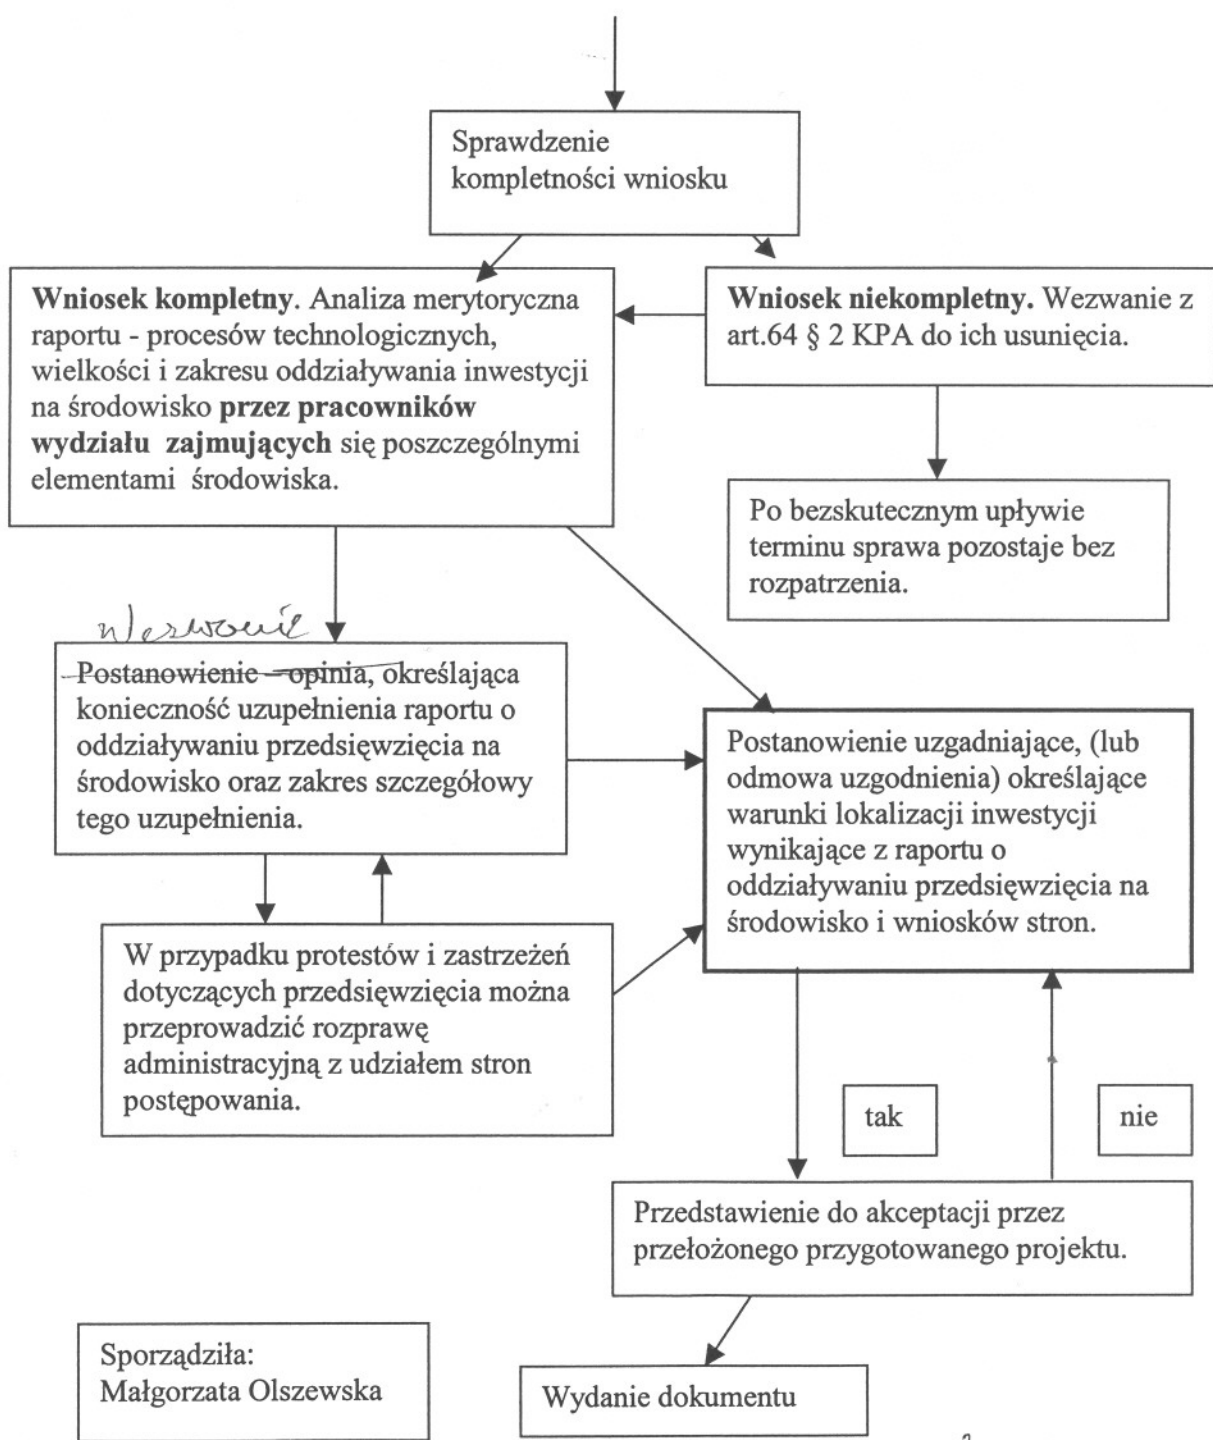 Sprawdzenie
kompletności wniosku
Wniosek kompletny. Analiza merytoryczna
raportu - procesów technologicznych,
wielkości i zakresu oddziaływania inwestycji
na środowisko przez pracowników
wydziału zajmujących się poszczególnymi
elementami środowiska.
Wniosek niekompletny. Wezwanie z
art.64 § 2 KPA do ich usunięcia.
Po bezskutecznym upływie
terminu sprawa pozostaje bez
rozpatrzenia.
Wezwanie
Postanowienie – opinia, określająca
konieczność uzupełnienia raportu o
oddziaływaniu przedsięwzięcia na
środowisko oraz zakres szczegółowy
tego uzupełnienia.
Postanowienie uzgadniające, (lub
odmowa uzgodnienia) określające
warunki lokalizacji inwestycji
wynikające z raportu o
oddziaływaniu przedsięwzięcia na
środowisko i wniosków stron.
W przypadku protestów i zastrzeżeń
dotyczących przedsięwzięcia można
przeprowadzić rozprawę
administracyjną z udziałem stron
postępowania.
tak
nie
Przedstawienie do akceptacji przez
przełożonego przygotowanego projektu.
Sporządziła:
Małgorzata Olszewska
Wydanie dokumentu